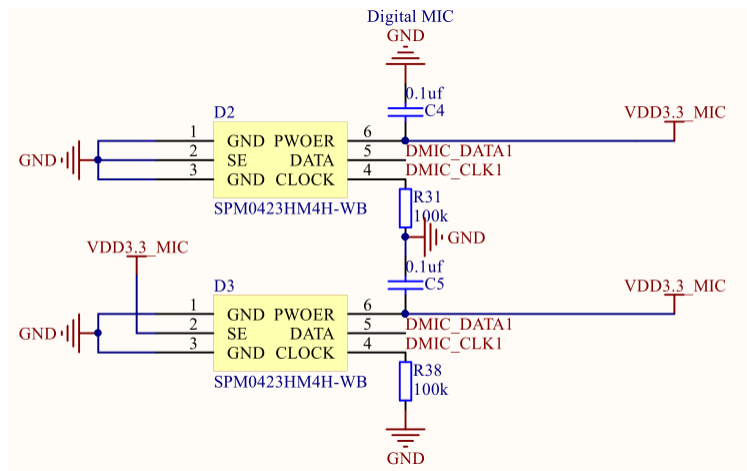 Digital MIC
GND
0.1uf
C4
VDD3.3_MIC
D2
1 GND PWOER 6
GND 2 SE DATA 5 DMIC_DATA1
3 GND CLOCK 4 DMIC_CLK1
SPM0423HM4H-WB
R31
100k
GND
VDD3.3_MIC
0.1uf
C5
VDD3.3_MIC
D3
1 GND PWOER 6
GND 2 SE DATA 5 DMIC_DATA1
3 GND CLOCK 4 DMIC_CLK1
SPM0423HM4H-WB
R38
100k
GND